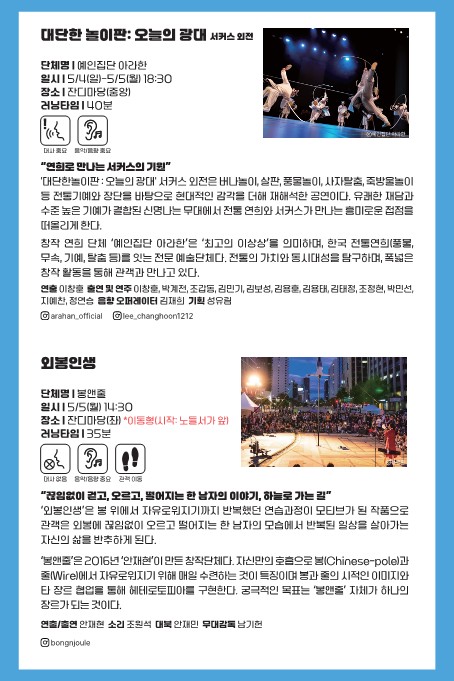 대단한 놀이판: 오늘의 광대 서커스 외전
단체명 | 예인집단 아라한
일시 | 5/4(일)-5/5(월) 18:30
장소 | 잔디마당(중앙)
러닝타임 | 40분
ⓒ예인집단 아라한
대사 중요
음악/음향 중요
“연희로 만나는 서커스의 기원”
‘대단한놀이판 : 오늘의 광대’ 서커스 외전은 버나놀이, 살판, 풍물놀이, 사자탈춤, 죽방울놀이
등 전통기예와 장단을 바탕으로 현대적인 감각을 더해 재해석한 공연이다. 유쾌한 재담과
수준 높은 기예가 결합된 신명나는 무대에서 전통 연희와 서커스가 만나는 흥미로운 접점을
떠올리게 한다.
창작 연희 단체 ‘예인집단 아라한’은 ‘최고의 이상상’을 의미하며, 한국 전통연희(풍물,
무속, 기예, 탈춤 등)를 잇는 전문 예술단체다. 전통의 가치와 동시대성을 탐구하며, 폭넓은
창작 활동을 통해 관객과 만나고 있다.
연출 이창훈 출연 및 연주 이창훈, 박계전, 조갑동, 김민기, 김보성, 김용훈, 김용태, 김태정, 조정현, 박민선,
지예찬, 정연승 음향 오퍼레이터 김재희 기획 성유림
arahan_official lee_changhoon1212
외봉인생
단체명 | 봉앤줄
일시 | 5/5(월) 14:30
장소 | 잔디마당(좌) *이동형(시작: 노들서가 앞)
러닝타임 | 35분
대사 없음
음악/음향 중요
관객 이동
“끊임없이 걷고, 오르고, 떨어지는 한 남자의 이야기, 하늘로 가는 길”
‘외봉인생’은 봉 위에서 자유로워지기까지 반복했던 연습과정이 모티브가 된 작품으로
관객은 외봉에 끊임없이 오르고 떨어지는 한 남자의 모습에서 반복된 일상을 살아가는
자신의 삶을 반추하게 된다.
‘봉앤줄’은 2016년 ‘안재현’이 만든 창작단체다. 자신만의 호흡으로 봉(Chinese-pole)과
줄(Wire)에서 자유로워지기 위해 매일 수련하는 것이 특징이며 봉과 줄의 시적인 이미지와
타 장르 협업을 통해 헤테로토피아를 구현한다. 궁극적인 목표는 ‘봉앤줄’ 자체가 하나의
장르가 되는 것이다.
연출/출연 안재현 소리 조원석 대북 안재민 무대감독 남기헌
bongnjoule